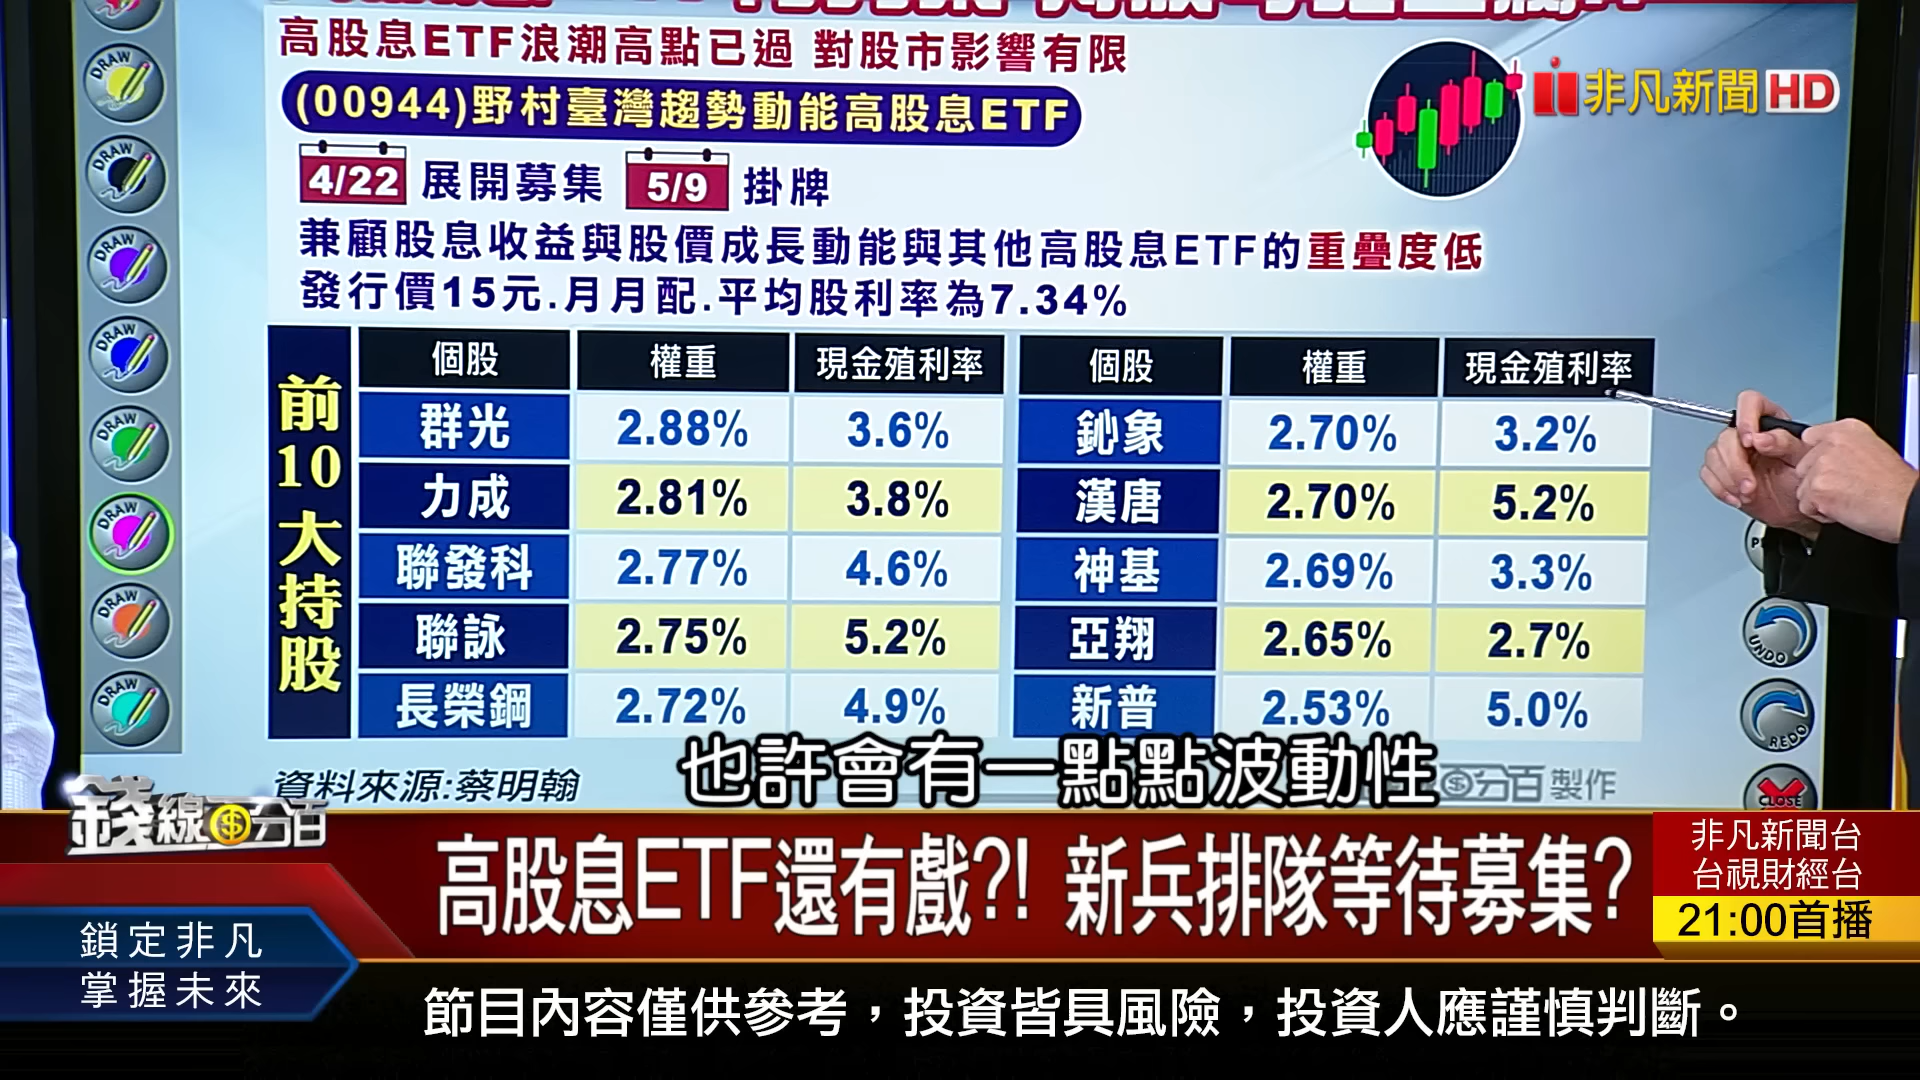 高股息ETF浪潮高點已過 對股市影響有限
(00944)野村臺灣趨勢動能高股息ETF
非凡新聞HD
4/22 展開募集 5/9 掛牌
兼顧股息收益與股價成長動能與其他高股息ETF的重疊度低
發行價15元.月月配.平均股利率為7.34%
前10大持股
個股 權重 現金殖利率 個股 權重 現金殖利率
群光 2.88% 3.6% 鈊象 2.70% 3.2%
力成 2.81% 3.8% 漢唐 2.70% 5.2%
聯發科 2.77% 4.6% 神基 2.69% 3.3%
聯詠 2.75% 5.2% 亞翔 2.65% 2.7%
長榮鋼 2.72% 4.9% 新普 2.53% 5.0%
DRAW
DRAW
DRAW
DRAW
DRAW
DRAW
DRAW
DRAW
UNDO
REDO
CLOSE
資料來源:蔡明翰
分百製作
也許會有一點點波動性
錢線百分百
高股息ETF還有戲?! 新兵排隊等待募集?
非凡新聞台
台視財經台
21:00首播
鎖定非凡
掌握未來
節目內容僅供參考，投資皆具風險，投資人應謹慎判斷。